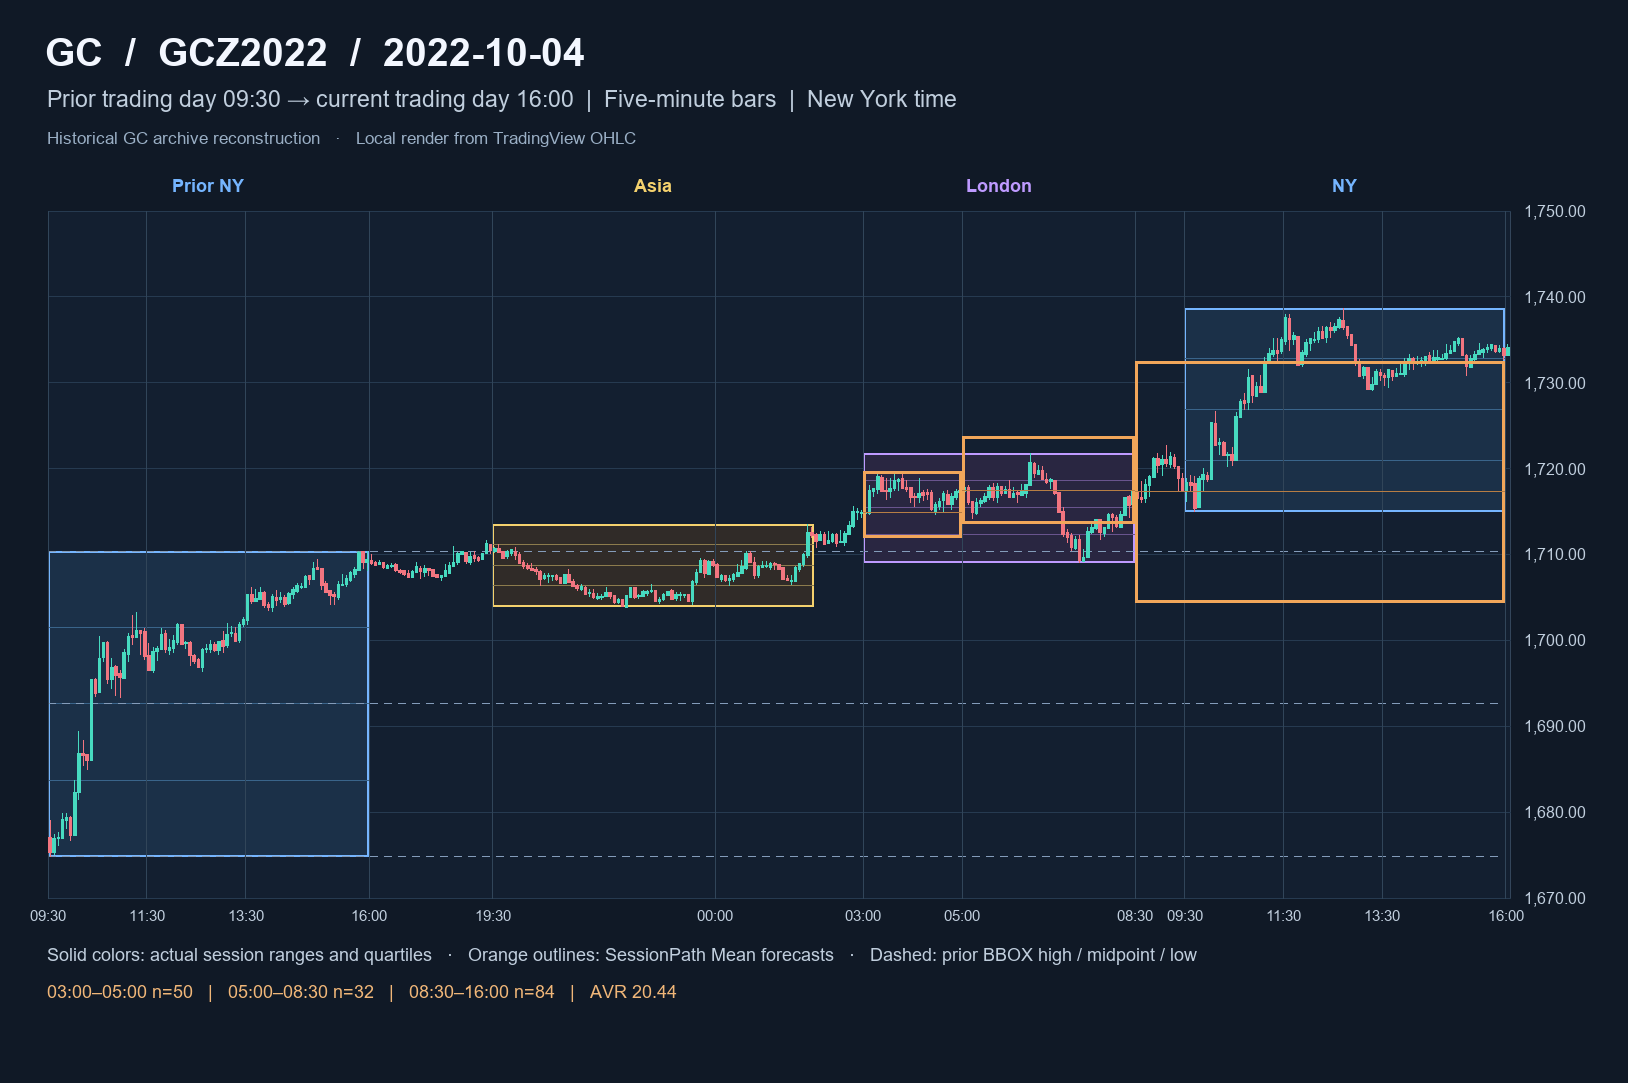 GC / GCZ2022 / 2022-10-04
Prior trading day 09:30 → current trading day 16:00 | Five-minute bars | New York time
Historical GC archive reconstruction · Local render from TradingView OHLC
Prior NY Asia London NY
1,750.00
1,740.00
1,730.00
1,720.00
1,710.00
1,700.00
1,690.00
1,680.00
1,670.00
09:30 11:30 13:30 16:00 19:30 00:00 03:00 05:00 08:30 09:30 11:30 13:30 16:00
Solid colors: actual session ranges and quartiles · Orange outlines: SessionPath Mean forecasts · Dashed: prior BBOX high / midpoint / low
03:00–05:00 n=50 | 05:00–08:30 n=32 | 08:30–16:00 n=84 | AVR 20.44